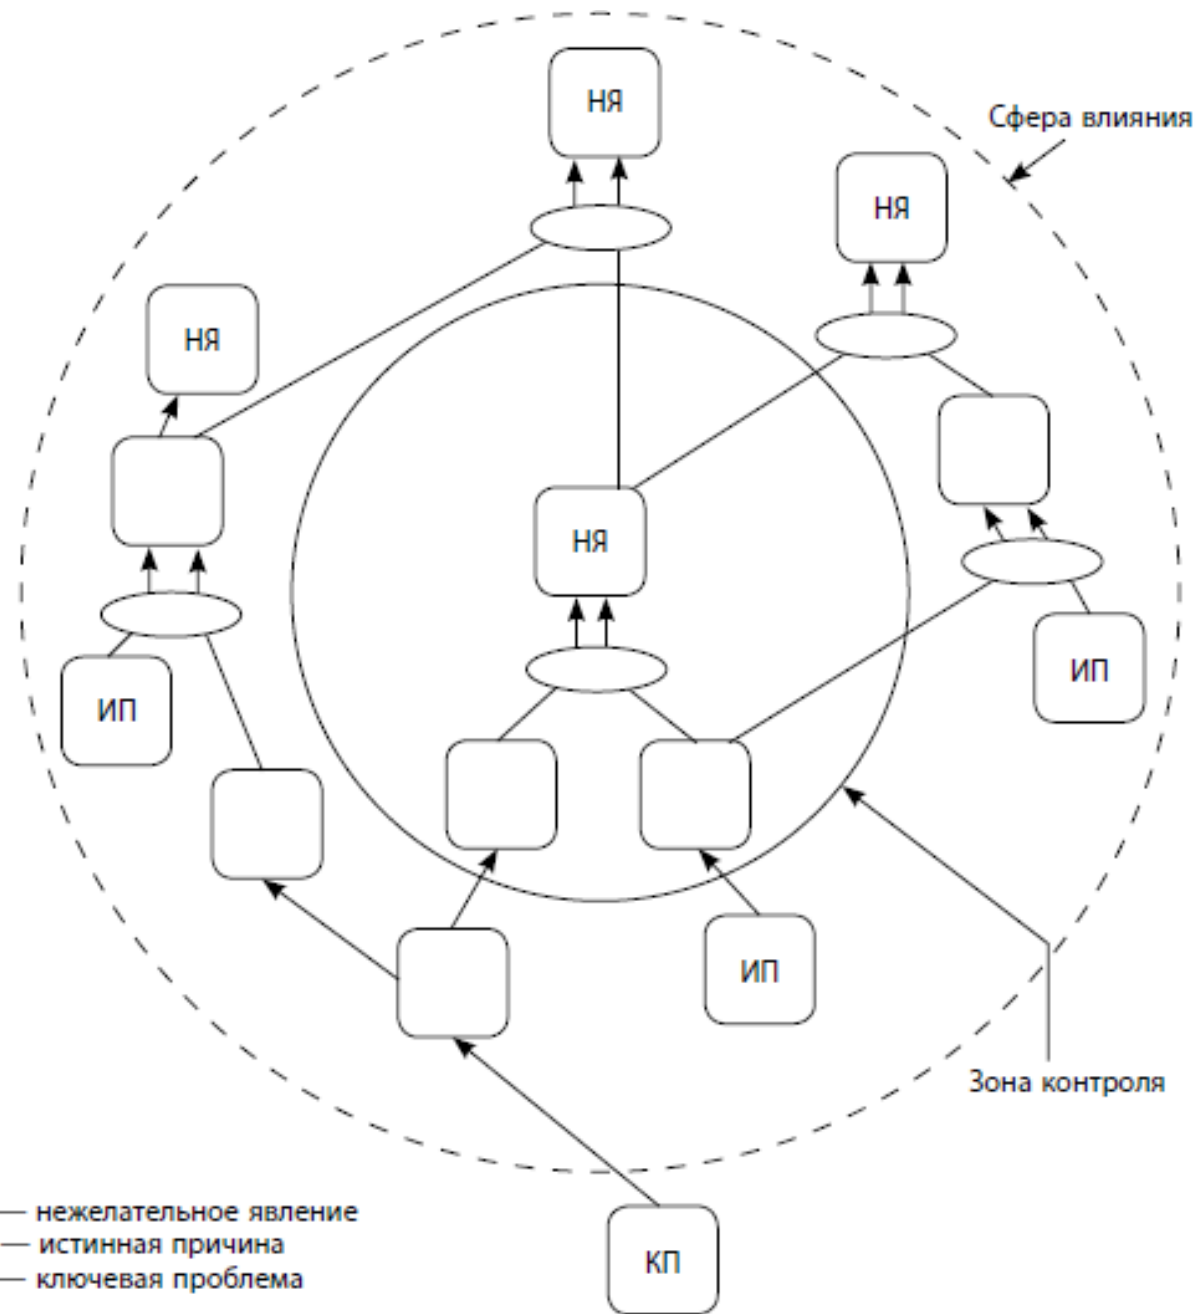 НЯ
Сфера влияния
НЯ
НЯ
НЯ
ИП
ИП
ИП
Зона контроля
— нежелательное явление
— истинная причина
— ключевая проблема
КП